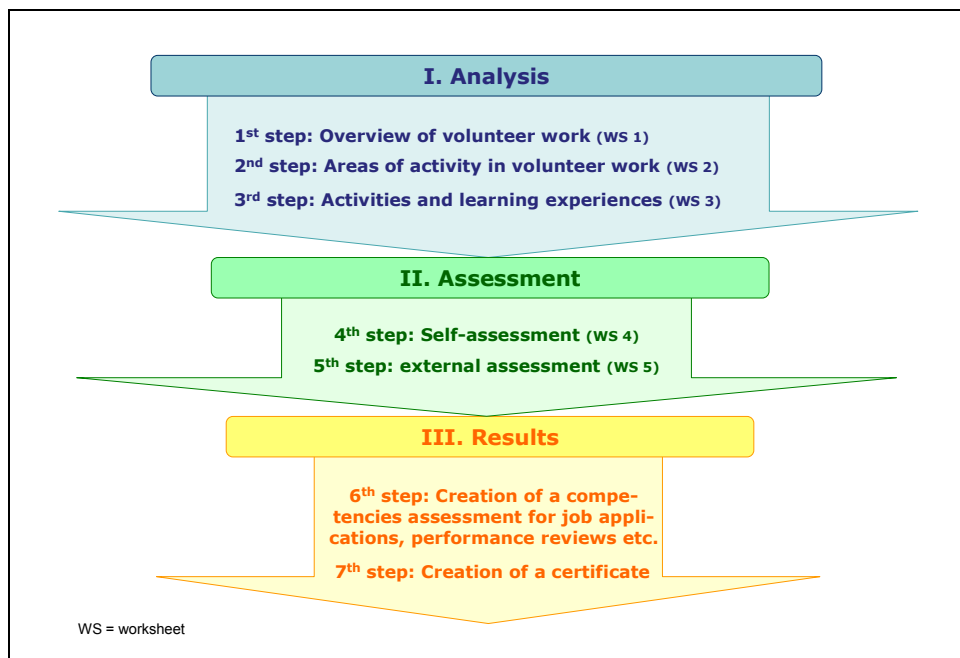 I. Analysis
1st step: Overview of volunteer work (WS 1)
2nd step: Areas of activity in volunteer work (WS 2)
3rd step: Activities and learning experiences (WS 3)
II. Assessment
4th step: Self-assessment (WS 4)
5th step: external assessment (WS 5)
III. Results
6th step: Creation of a compe-
tencies assessment for job appli-
cations, performance reviews etc.
7th step: Creation of a certificate
WS = worksheet